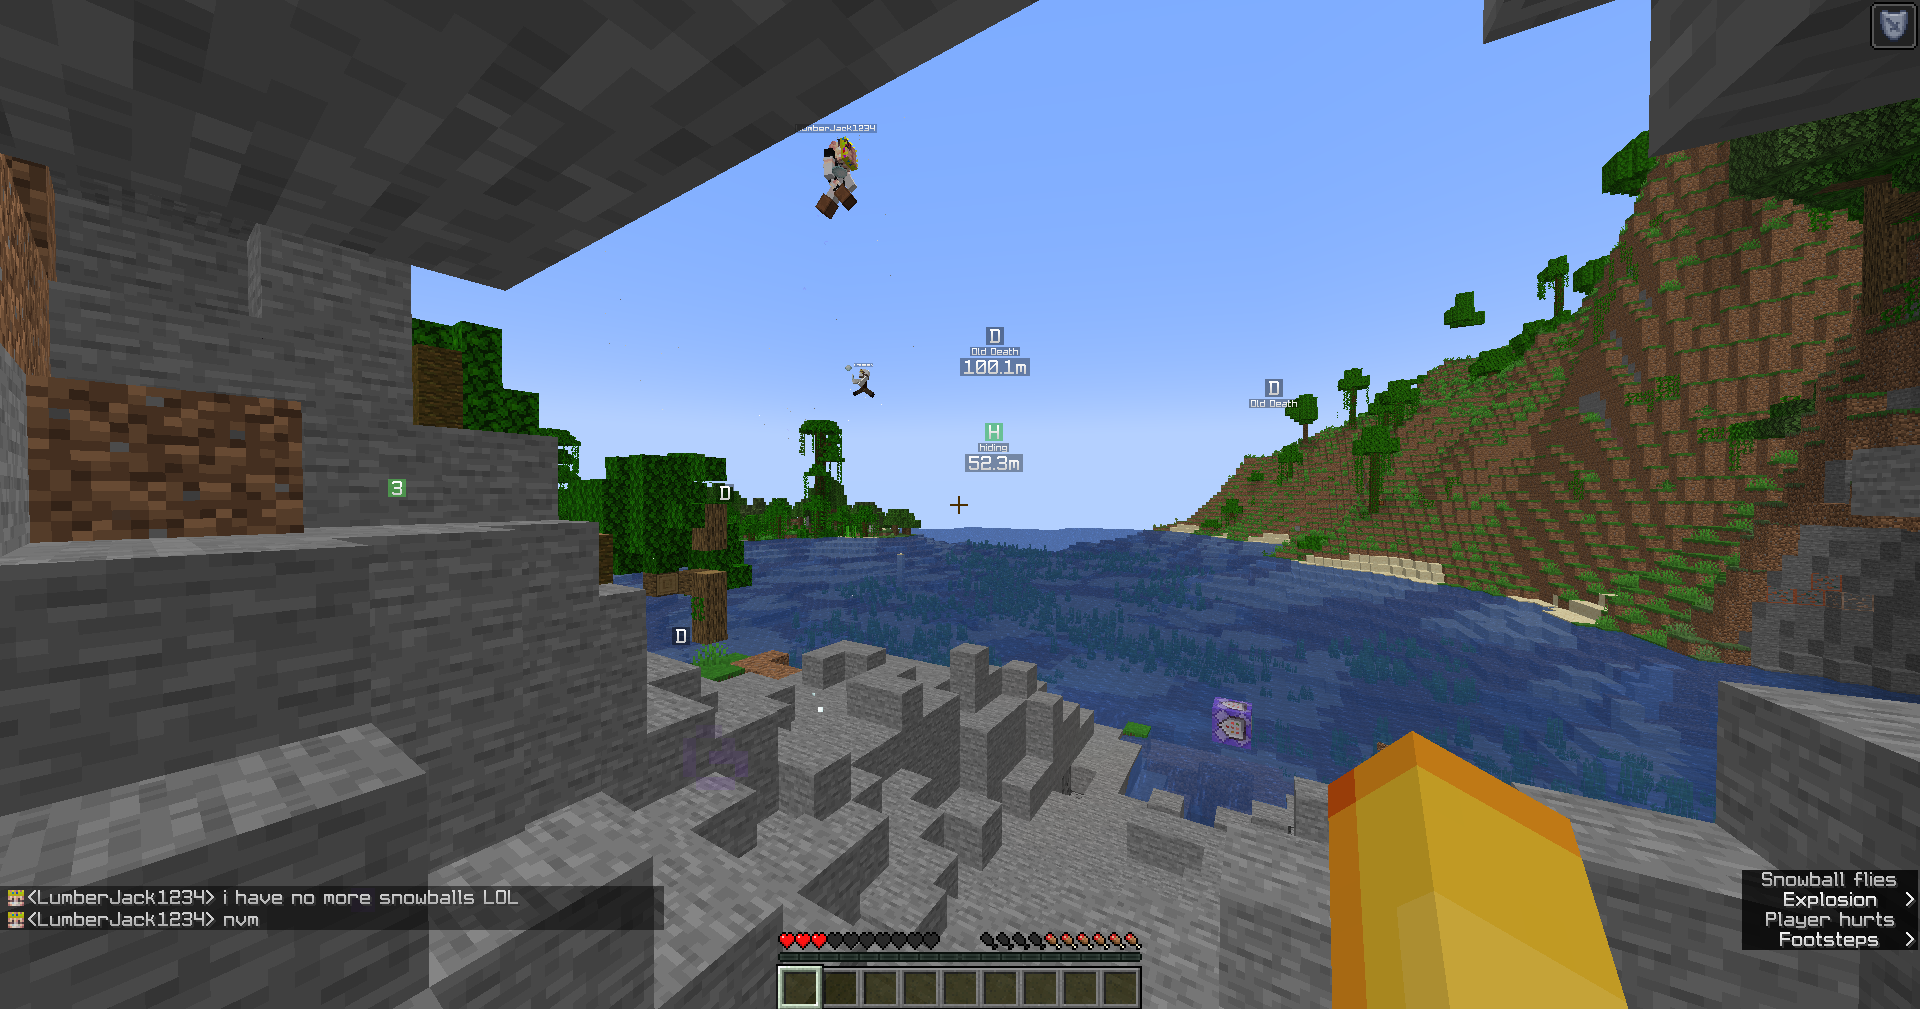 LumberJack1234
D
Old Death
100.1m
D
Old Death
H
hiding
52.3m
3
D
D
<LumberJack1234> i have no more snowballs LOL
<LumberJack1234> nvm
Snowball flies
Explosion >
Player hurts
Footsteps >